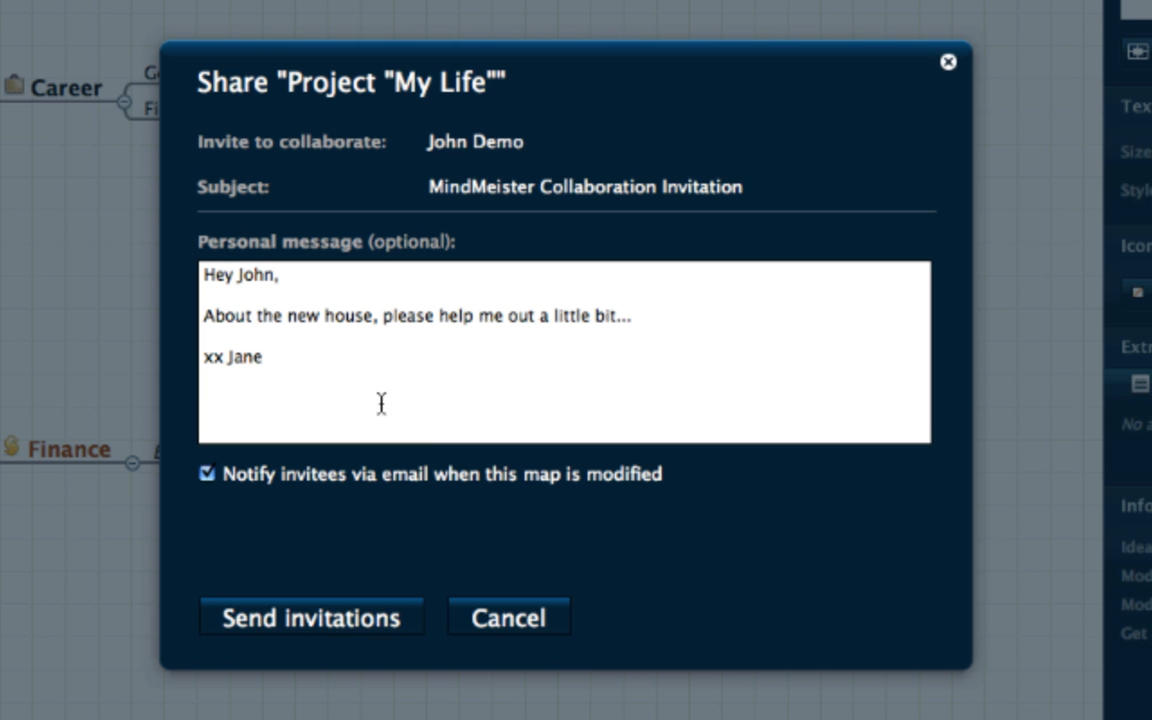 Share "Project "My Life""
Career
Invite to collaborate: John Demo
Subject: MindMeister Collaboration Invitation
Personal message (optional):
Hey John,
About the new house, please help me out a little bit...
xx Jane
Finance
Notify invitees via email when this map is modified
Send invitations Cancel
Get